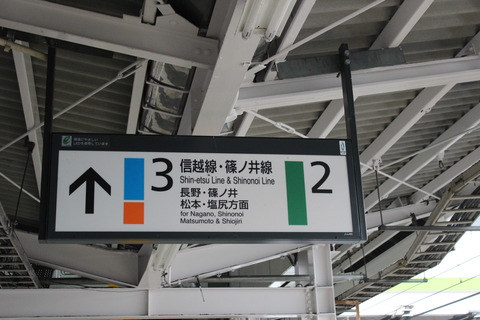 3
信越線・篠ノ井線
Shin-etsu Line & Shinonoi Line
長野・篠ノ井
松本・塩尻方面
for Nagano, Shinonoi
Matsumoto & Shiojiri
2